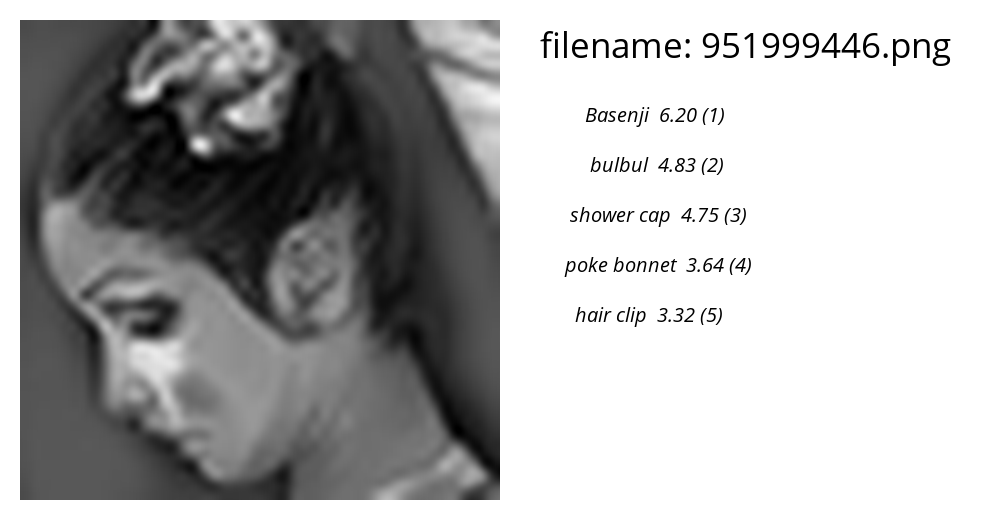 filename: 951999446.png
Basenji 6.20 (1)
bulbul 4.83 (2)
shower cap 4.75 (3)
poke bonnet 3.64 (4)
hair clip 3.32 (5)